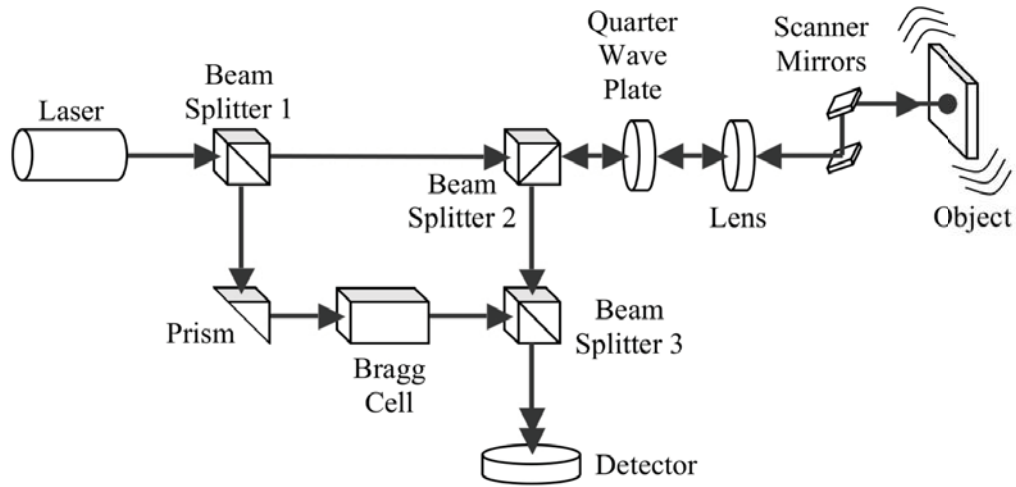 Laser
Beam
Splitter 1
Quarter
Wave
Plate
Scanner
Mirrors
Beam
Splitter 2
Lens
Object
Prism
Bragg
Cell
Beam
Splitter 3
Detector